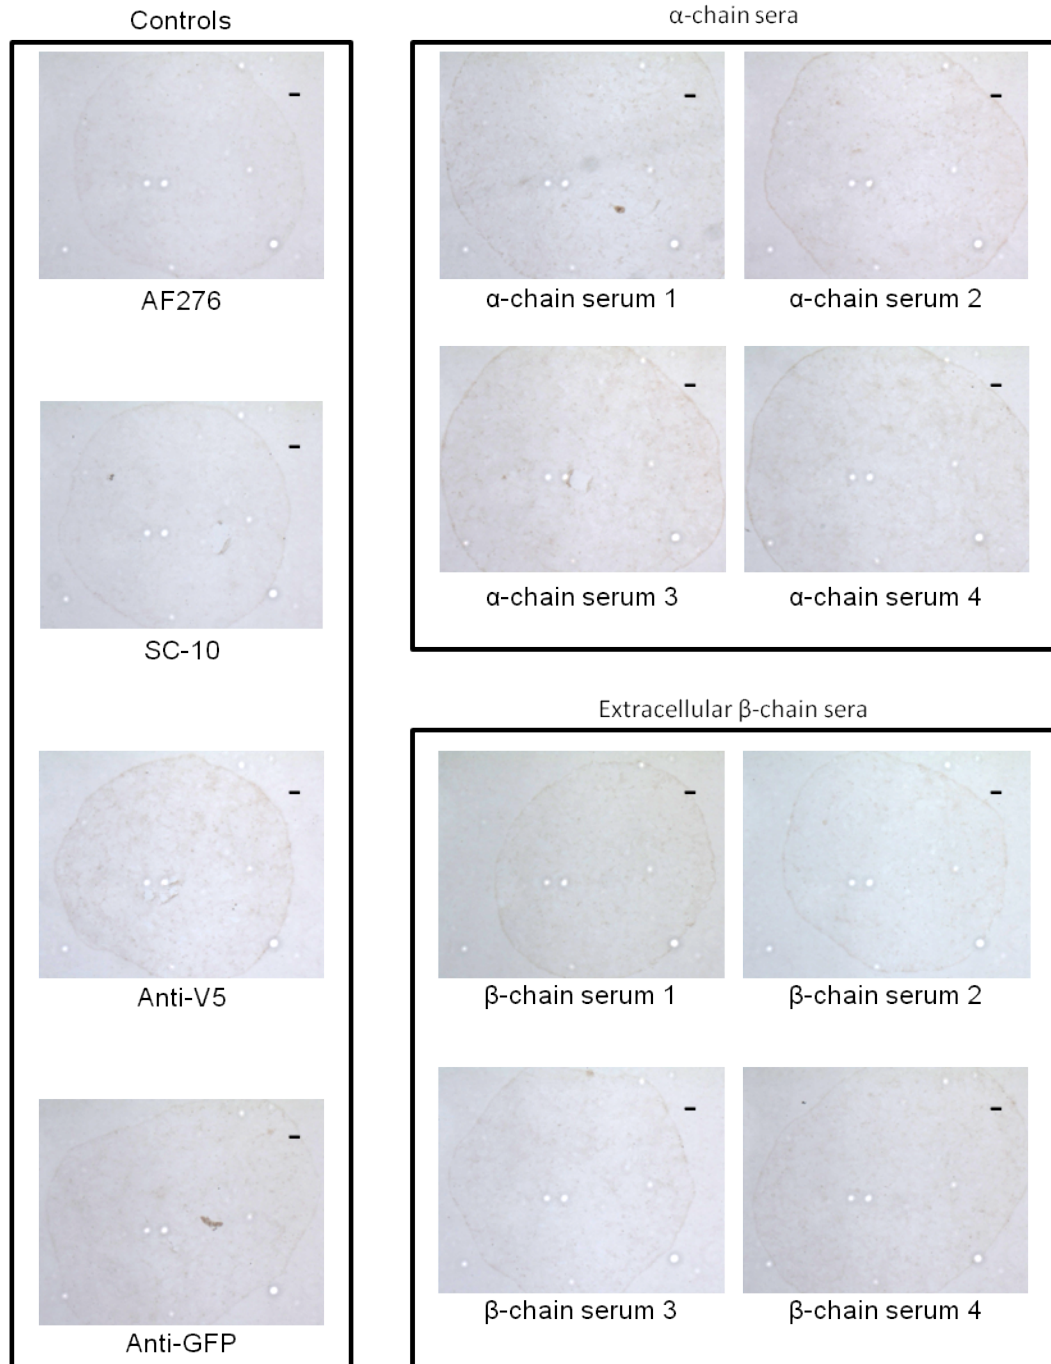 Controls
AF276
SC-10
Anti-V5
Anti-GFP
α-chain sera
α-chain serum 1
α-chain serum 2
α-chain serum 3
α-chain serum 4
Extracellular β-chain sera
β-chain serum 1
β-chain serum 2
β-chain serum 3
β-chain serum 4